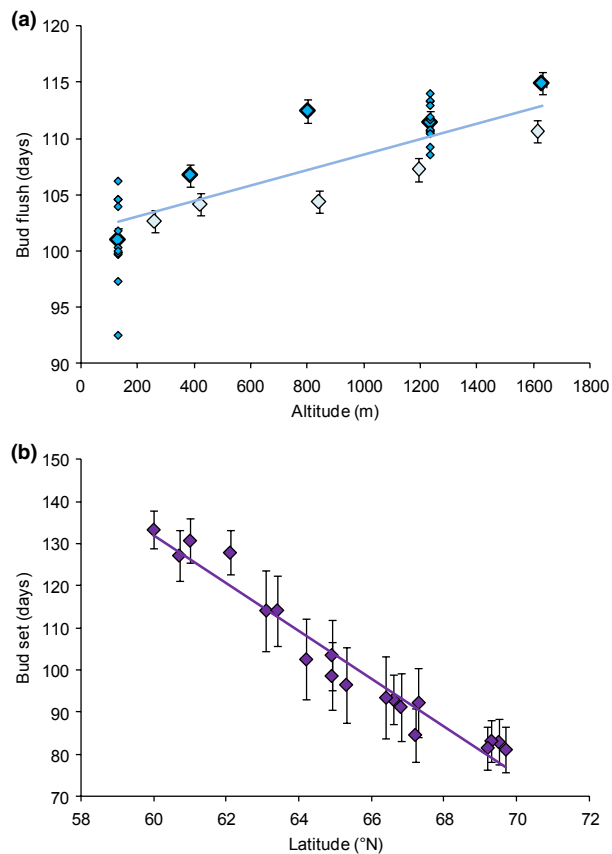 (a)
120
115
110
105
100
95
90
Bud flush (days)
0 200 400 600 800 1000 1200 1400 1600 1800
Altitude (m)
(b)
150
140
130
120
110
100
90
80
70
Bud set (days)
58 60 62 64 66 68 70 72
Latitude (°N)